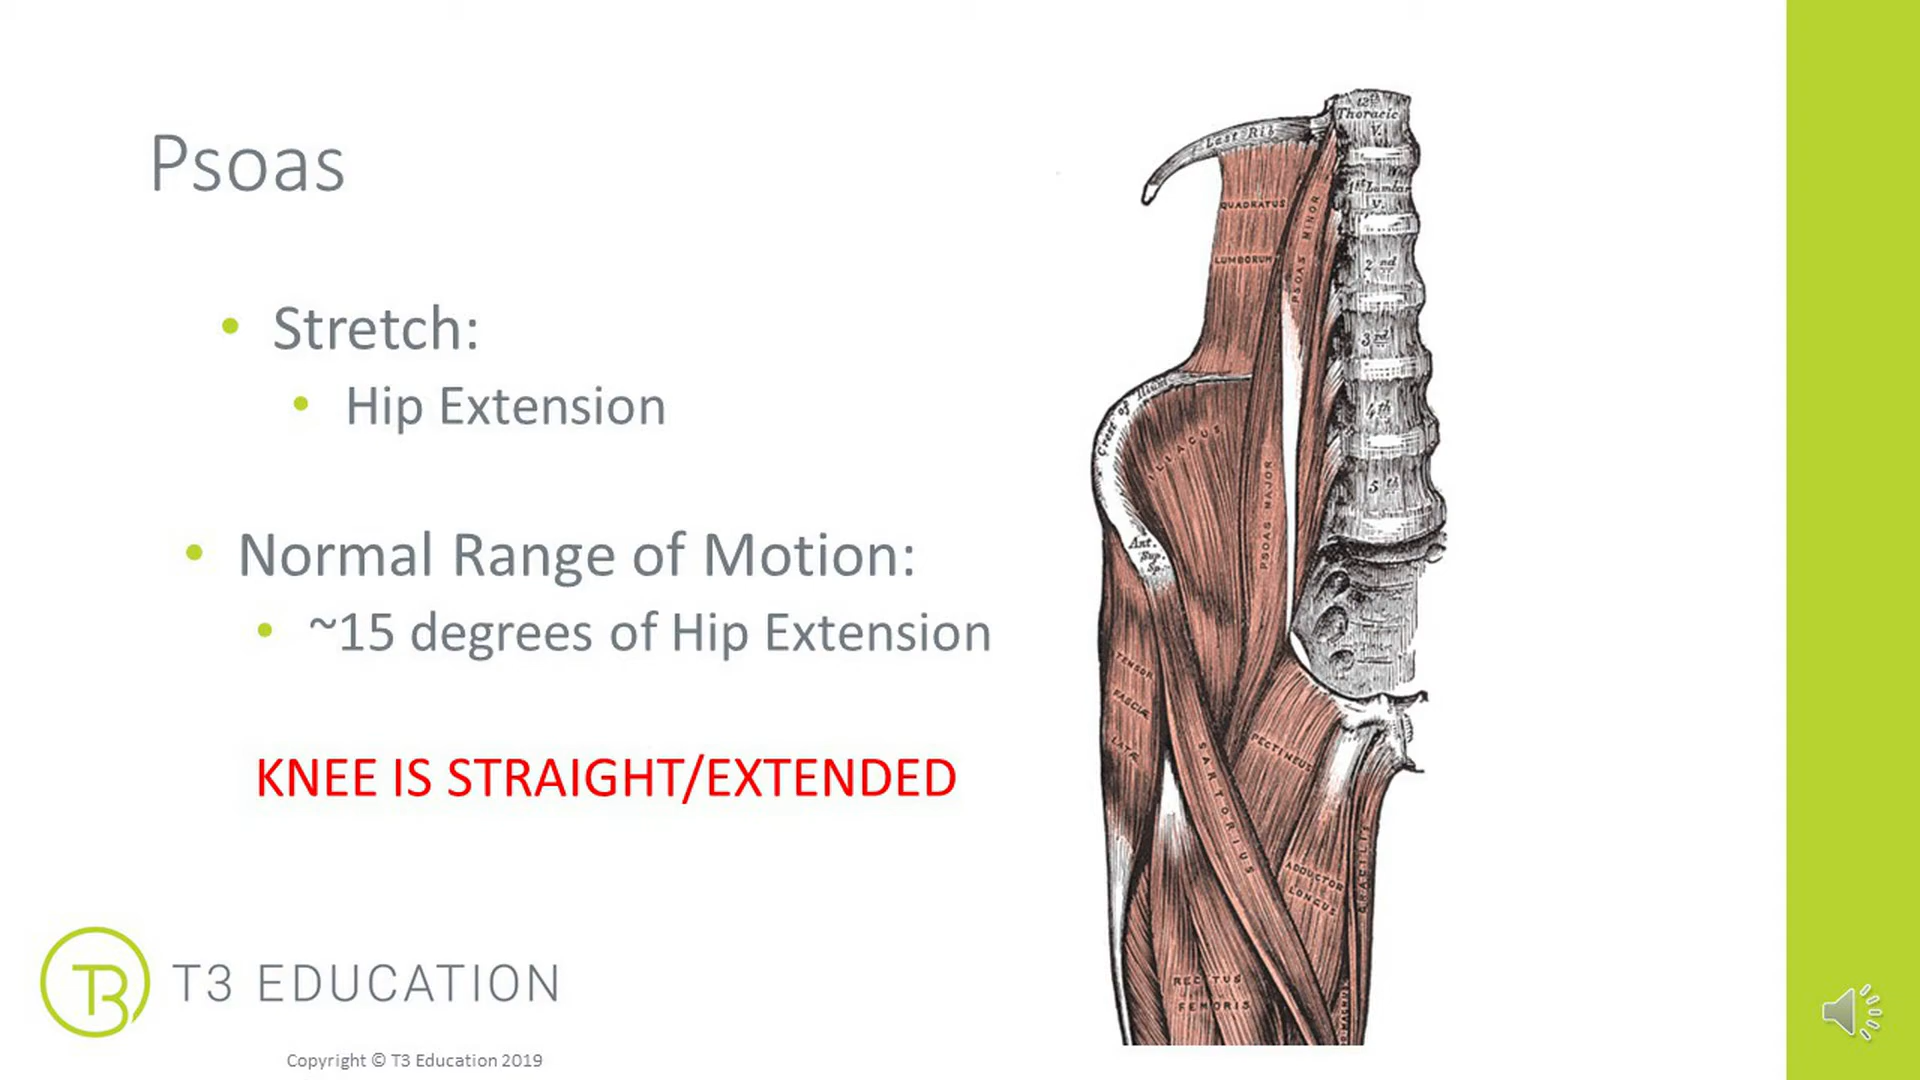 Psoas
• Stretch:
• Hip Extension
• Normal Range of Motion:
• ~15 degrees of Hip Extension
KNEE IS STRAIGHT/EXTENDED
T3 EDUCATION
Copyright © T3 Education 2019
12th
Thoracic
V.
Last Rib
1st Lumbar
V.
QUADRATUS
LUMBORUM
PSOAS MINOR
2nd
3rd
4th
5th
Crest of Ilium
ILIACUS
PSOAS MAJOR
Ant.
Sup.
Sp.
TENSOR
FASCIÆ
LATÆ
SARTORIUS
PECTINEUS
ADDUCTOR
LONGUS
GRACILIS
RECTUS
FEMORIS